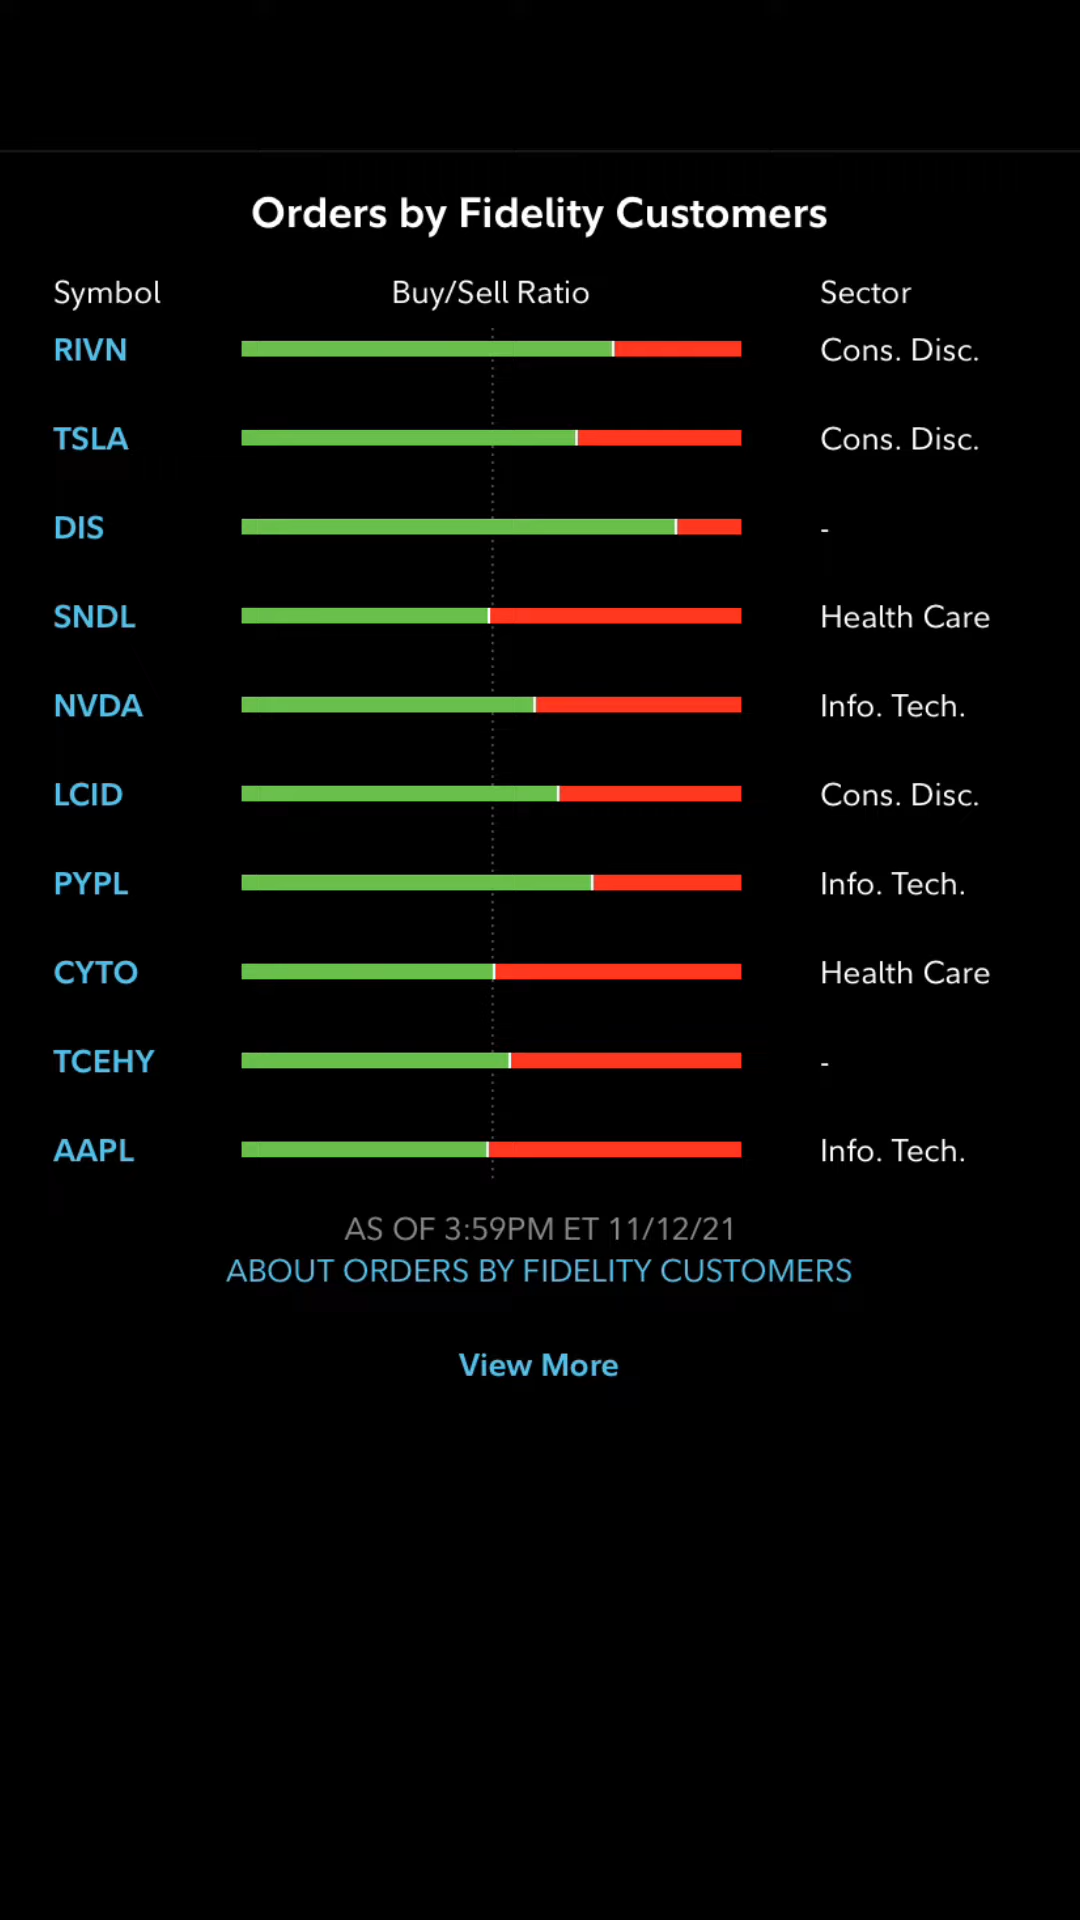 Orders by Fidelity Customers
Symbol Buy/Sell Ratio Sector
RIVN Cons. Disc.
TSLA Cons. Disc.
DIS -
SNDL Health Care
NVDA Info. Tech.
LCID Cons. Disc.
PYPL Info. Tech.
CYTO Health Care
TCEHY -
AAPL Info. Tech.
AS OF 3:59PM ET 11/12/21
ABOUT ORDERS BY FIDELITY CUSTOMERS
View More